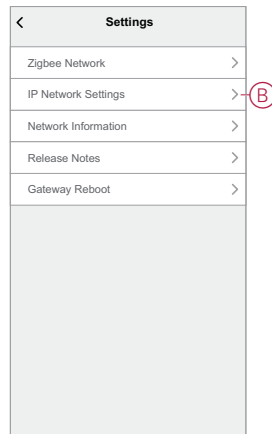 Settings
Zigbee Network
IP Network Settings
B
Network Information
Release Notes
Gateway Reboot